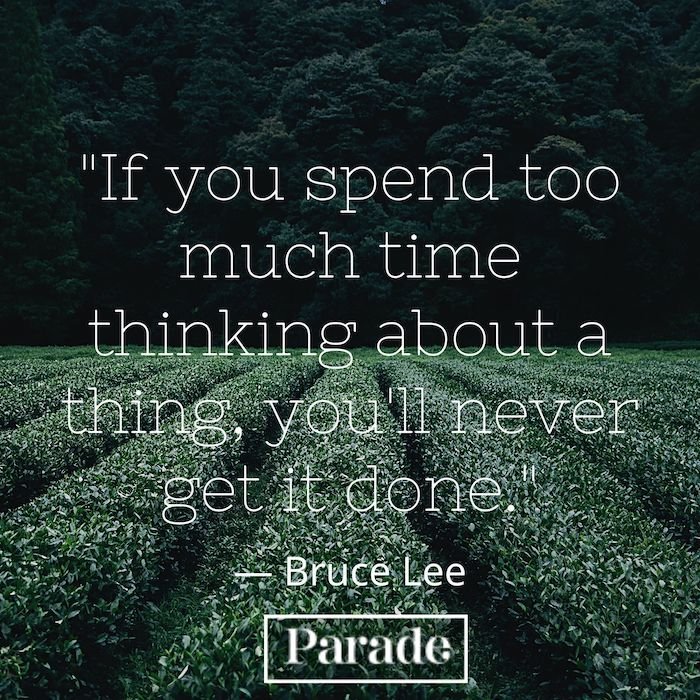 "If you spend too
much time
thinking about a
thing, you'll never
get it done."
— Bruce Lee
Parade